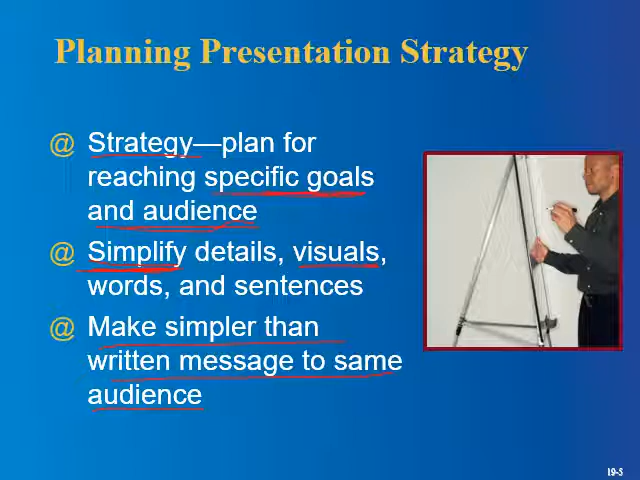 Planning Presentation Strategy
@ Strategy—plan for
reaching specific goals
and audience
@ Simplify details, visuals,
words, and sentences
@ Make simpler than
written message to same
audience
19-5